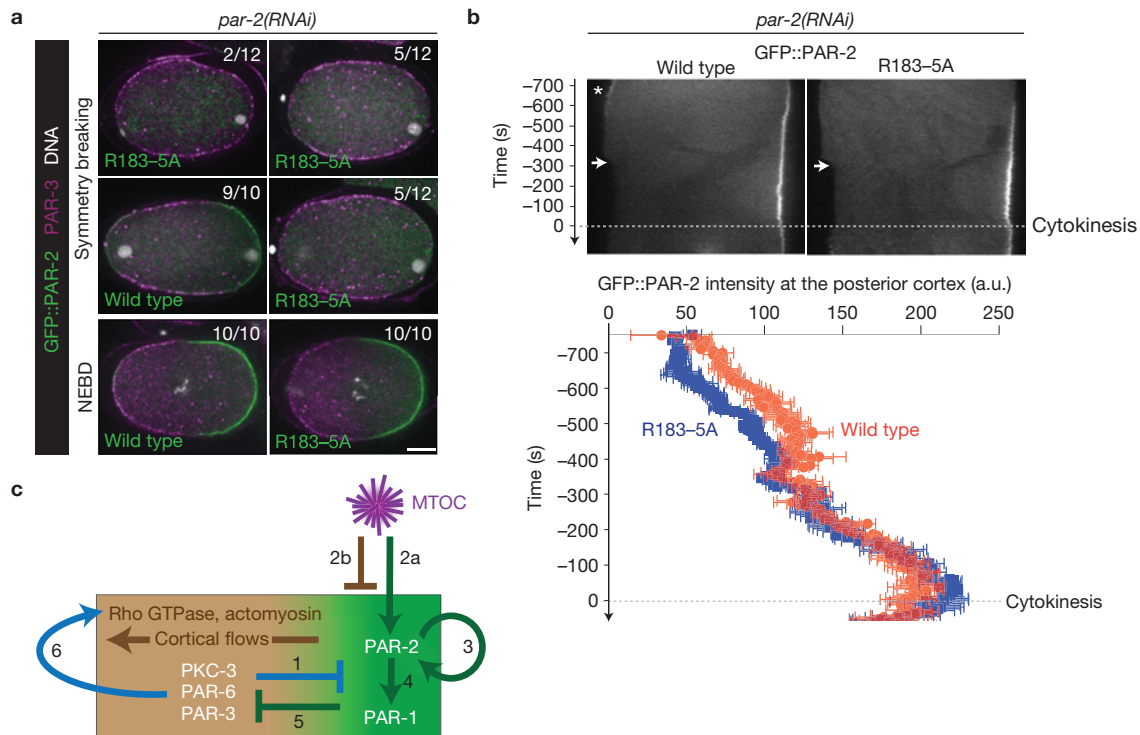 a
par-2(RNAi)
GFP::PAR-2 PAR-3 DNA
Symmetry breaking
NEBD
2/12
R183–5A
5/12
R183–5A
9/10
Wild type
5/12
R183–5A
10/10
Wild type
10/10
R183–5A
b
par-2(RNAi)
GFP::PAR-2
Wild type
R183–5A
Time (s)
–700
–600
–500
–400
–300
–200
–100
0
*
Cytokinesis
GFP::PAR-2 intensity at the posterior cortex (a.u.)
0 50 100 150 200 250
Time (s)
–700
–600
–500
–400
–300
–200
–100
0
R183–5A
Wild type
Cytokinesis
c
MTOC
2b
2a
Rho GTPase, actomyosin
Cortical flows
PAR-2
3
6
PKC-3
1
PAR-6
4
PAR-3
5
PAR-1